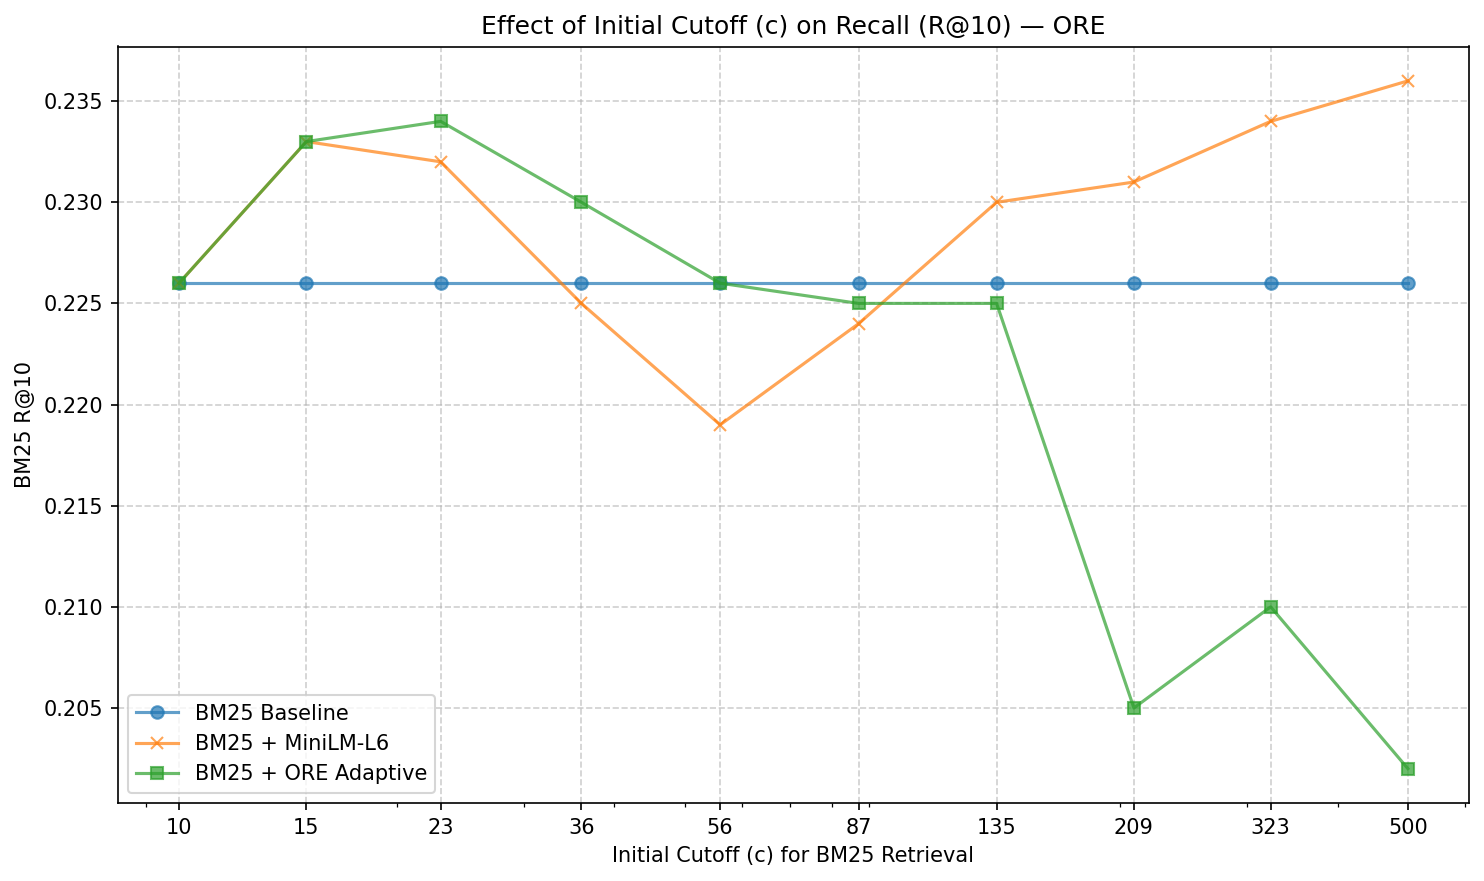 Effect of Initial Cutoff (c) on Recall (R@10) — ORE
BM25 R@10
0.235
0.230
0.225
0.220
0.215
0.210
0.205
BM25 Baseline
BM25 + MiniLM-L6
BM25 + ORE Adaptive
10 15 23 36 56 87 135 209 323 500
Initial Cutoff (c) for BM25 Retrieval